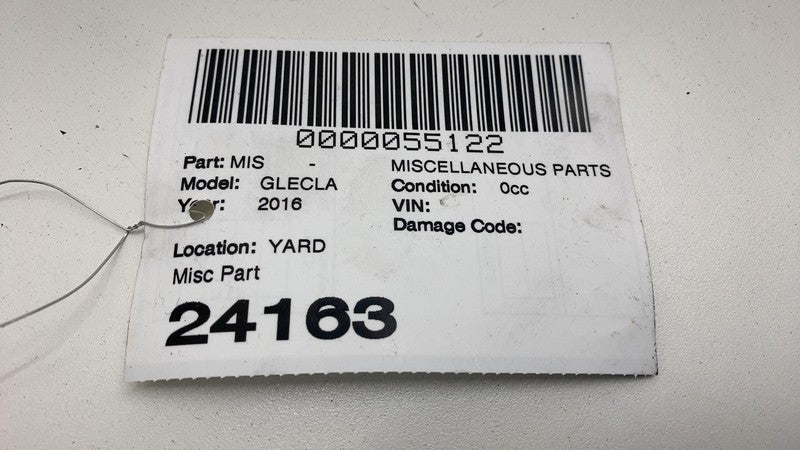 0000055122
Part: MIS - MISCELLANEOUS PARTS
Model: GLECLA Condition: 0cc
Year: 2016 VIN:
Damage Code:
Location: YARD
Misc Part
24163